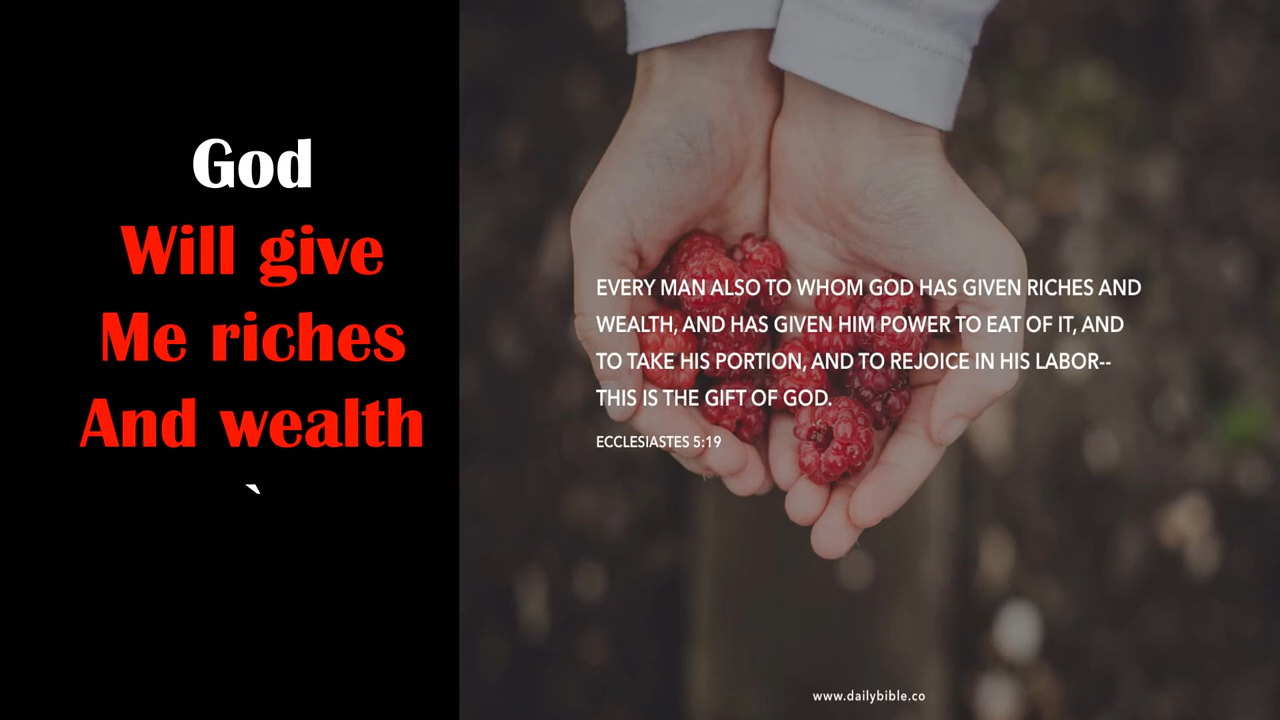 God
Will give
Me riches
And wealth
`
EVERY MAN ALSO TO WHOM GOD HAS GIVEN RICHES AND
WEALTH, AND HAS GIVEN HIM POWER TO EAT OF IT, AND
TO TAKE HIS PORTION, AND TO REJOICE IN HIS LABOR--
THIS IS THE GIFT OF GOD.
ECCLESIASTES 5:19
www.dailybible.co